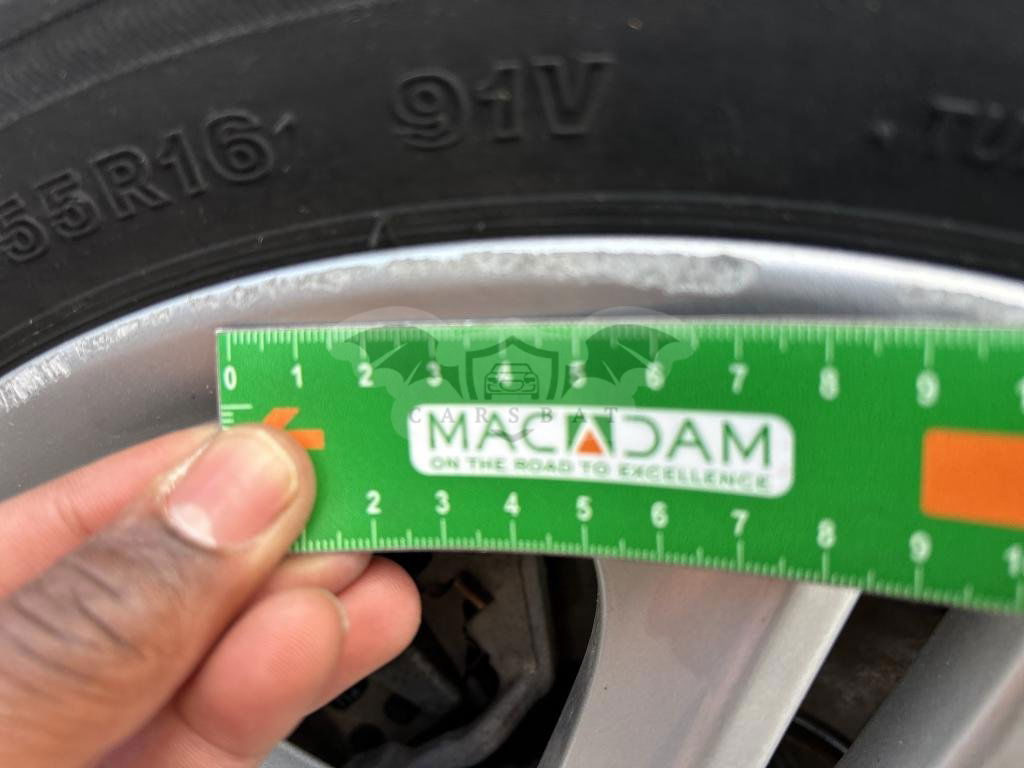 55R16 91V
0 1 2 3 4 5 6 7 8 9
CARSBAT
MACADAM
ON THE ROAD TO EXCELLENCE
2 3 4 5 6 7 8 9